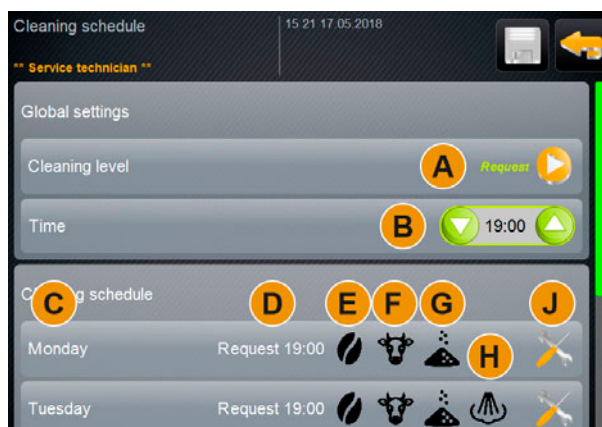 Cleaning schedule
15 21 17.05.2018
** Service technician **
Global settings
Cleaning level
A
Request
Time
B
19:00
C
g schedule
D
E
F
G
J
Monday
Request 19:00
H
Tuesday
Request 19:00